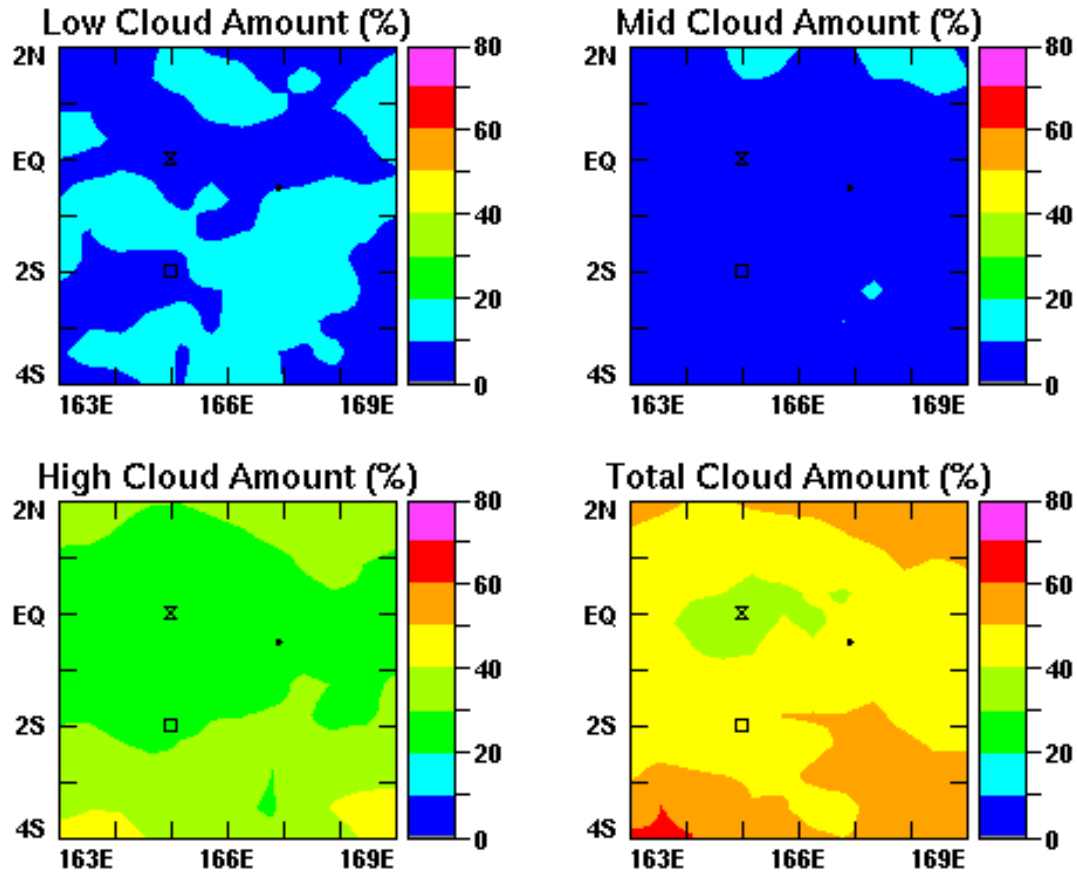 Low Cloud Amount (%)
2N
EQ
2S
4S
163E 166E 169E
80
60
40
20
0
Mid Cloud Amount (%)
2N
EQ
2S
4S
163E 166E 169E
80
60
40
20
0
High Cloud Amount (%)
2N
EQ
2S
4S
163E 166E 169E
80
60
40
20
0
Total Cloud Amount (%)
2N
EQ
2S
4S
163E 166E 169E
80
60
40
20
0